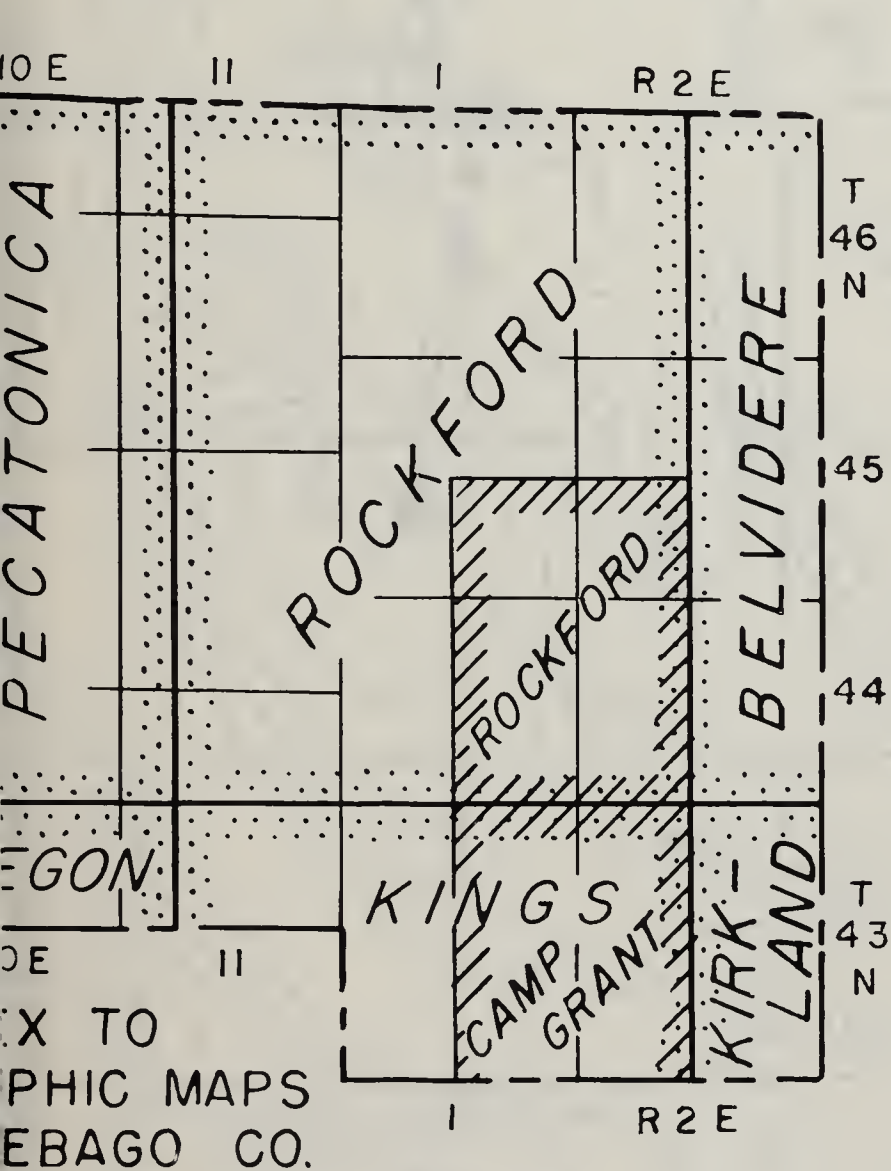 10 E 11 1 R 2 E
T
46
N
PECATONICA
ROCKFORD
BELVIDERE
45
ROCKFORD
44
EGON
KINGS
KIRK-
LAND
T
43
N
CAMP
GRANT
0 E 11
X TO
PHIC MAPS
EBAGO CO.
1 R 2 E